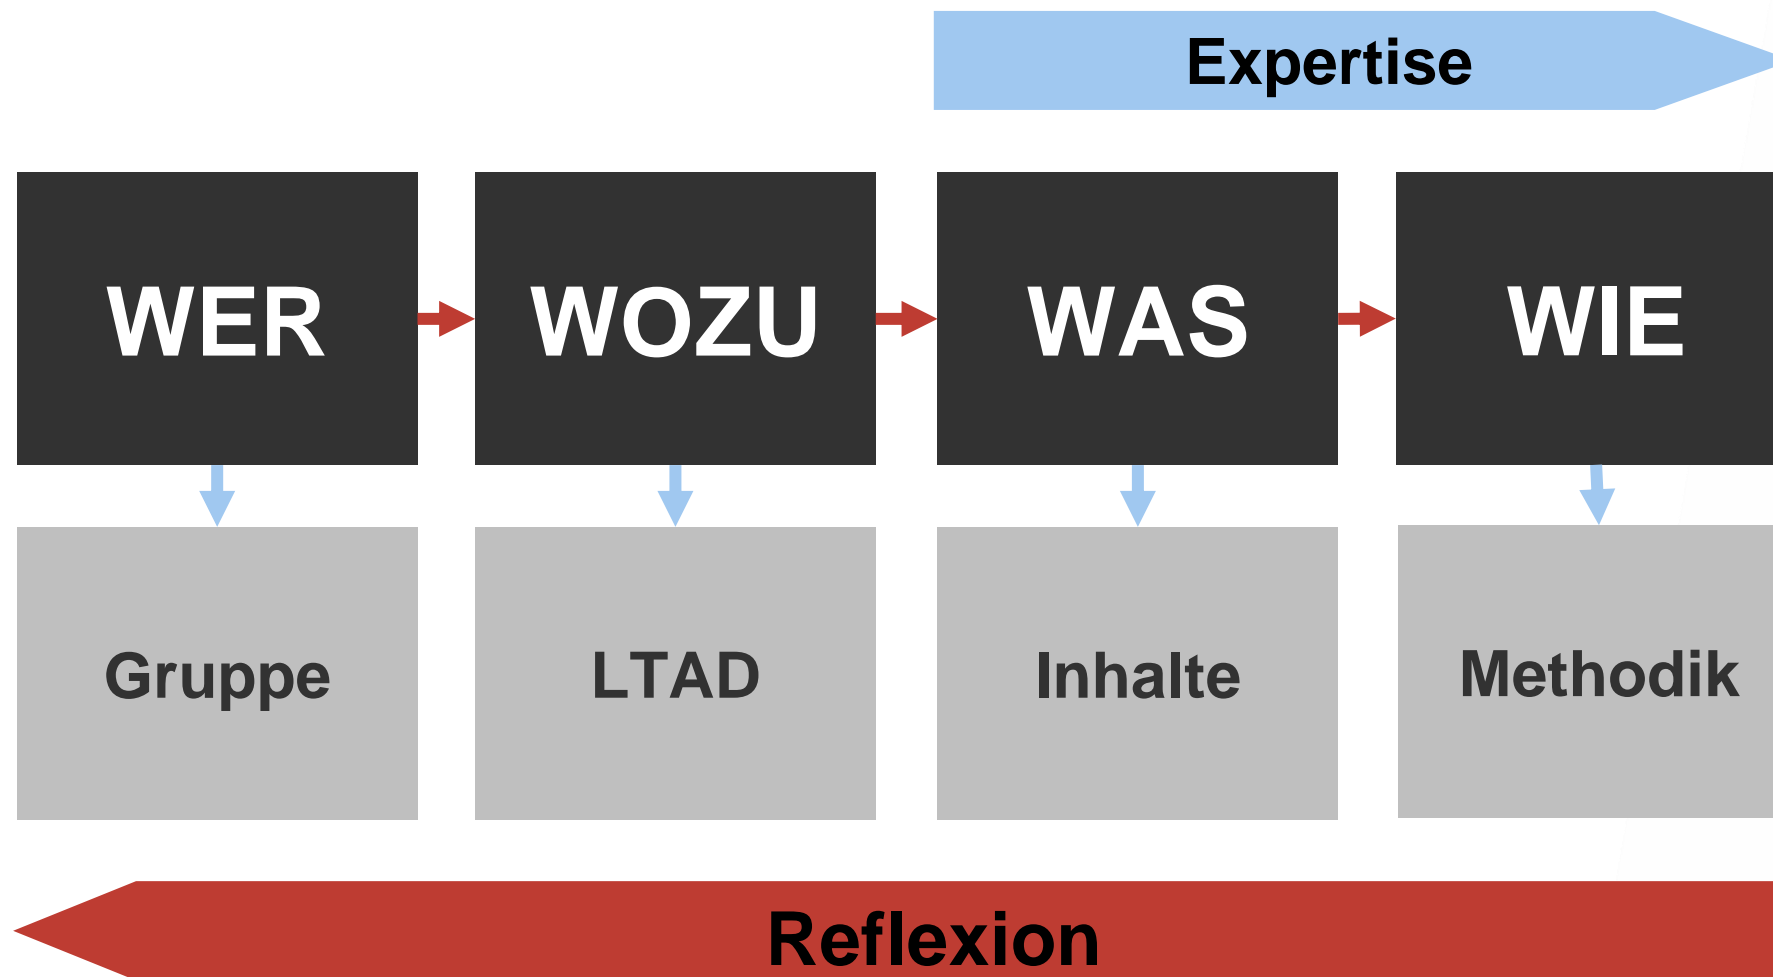 Expertise
WER
WOZU
WAS
WIE
Gruppe
LTAD
Inhalte
Methodik
Reflexion